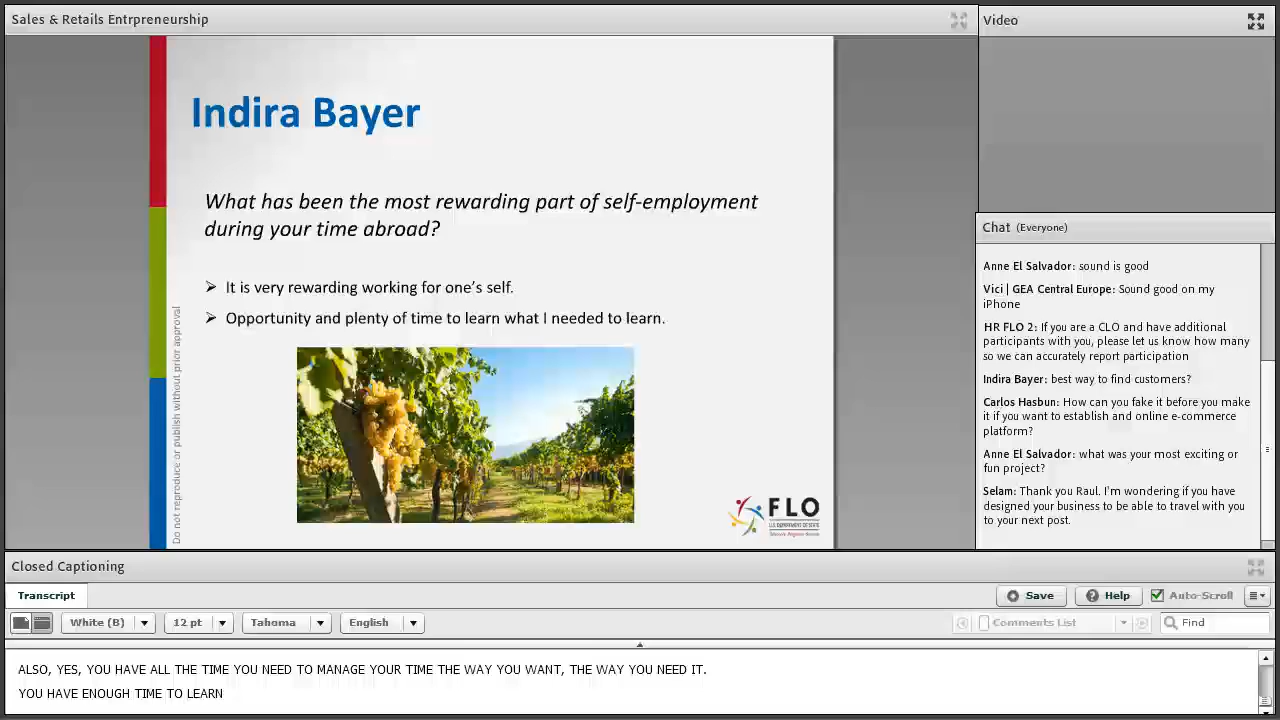 Sales & Retails Entrpreneurship
Video
Indira Bayer
What has been the most rewarding part of self-employment
during your time abroad?
➢ It is very rewarding working for one's self.
➢ Opportunity and plenty of time to learn what I needed to learn.
Do not reproduce or publish without prior approval
FLO
U.S. DEPARTMENT OF STATE
Chat (Everyone)
Anne El Salvador: sound is good
Vici | GEA Central Europe: Sound good on my
iPhone
HR FLO 2: If you are a CLO and have additional
participants with you, please let us know how many
so we can accurately report participation
Indira Bayer: best way to find customers?
Carlos Hasbun: How can you fake it before you make
it if you want to establish and online e-commerce
platform?
Anne El Salvador: what was your most exciting or
fun project?
Selam: Thank you Raul. I'm wondering if you have
designed your business to be able to travel with you
to your next post.
Closed Captioning
Transcript
Save
Help
Auto-Scroll
White (B)
12 pt
Tahoma
English
Comments List
Find
ALSO, YES, YOU HAVE ALL THE TIME YOU NEED TO MANAGE YOUR TIME THE WAY YOU WANT, THE WAY YOU NEED IT.
YOU HAVE ENOUGH TIME TO LEARN